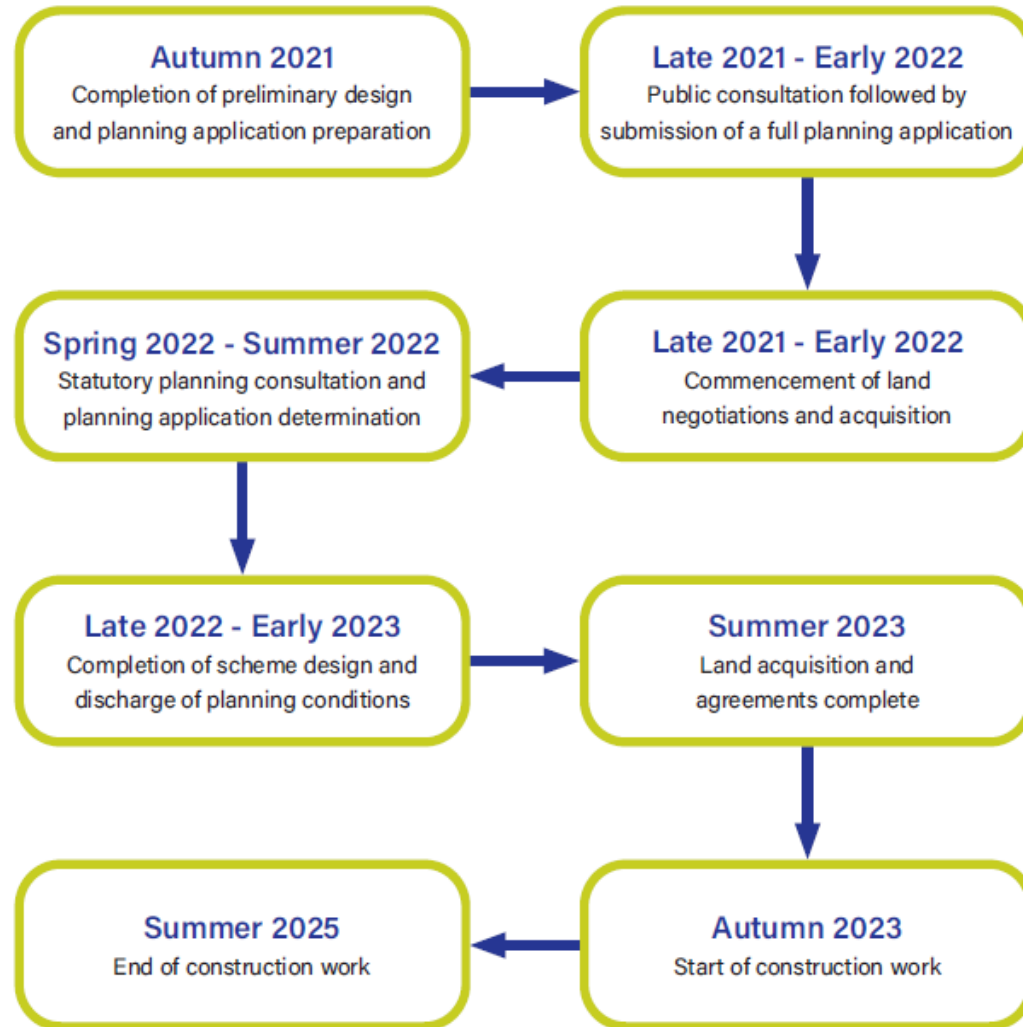 Autumn 2021
Completion of preliminary design
and planning application preparation
Late 2021 - Early 2022
Public consultation followed by
submission of a full planning application
Late 2021 - Early 2022
Commencement of land
negotiations and acquisition
Spring 2022 - Summer 2022
Statutory planning consultation and
planning application determination
Late 2022 - Early 2023
Completion of scheme design and
discharge of planning conditions
Summer 2023
Land acquisition and
agreements complete
Autumn 2023
Start of construction work
Summer 2025
End of construction work